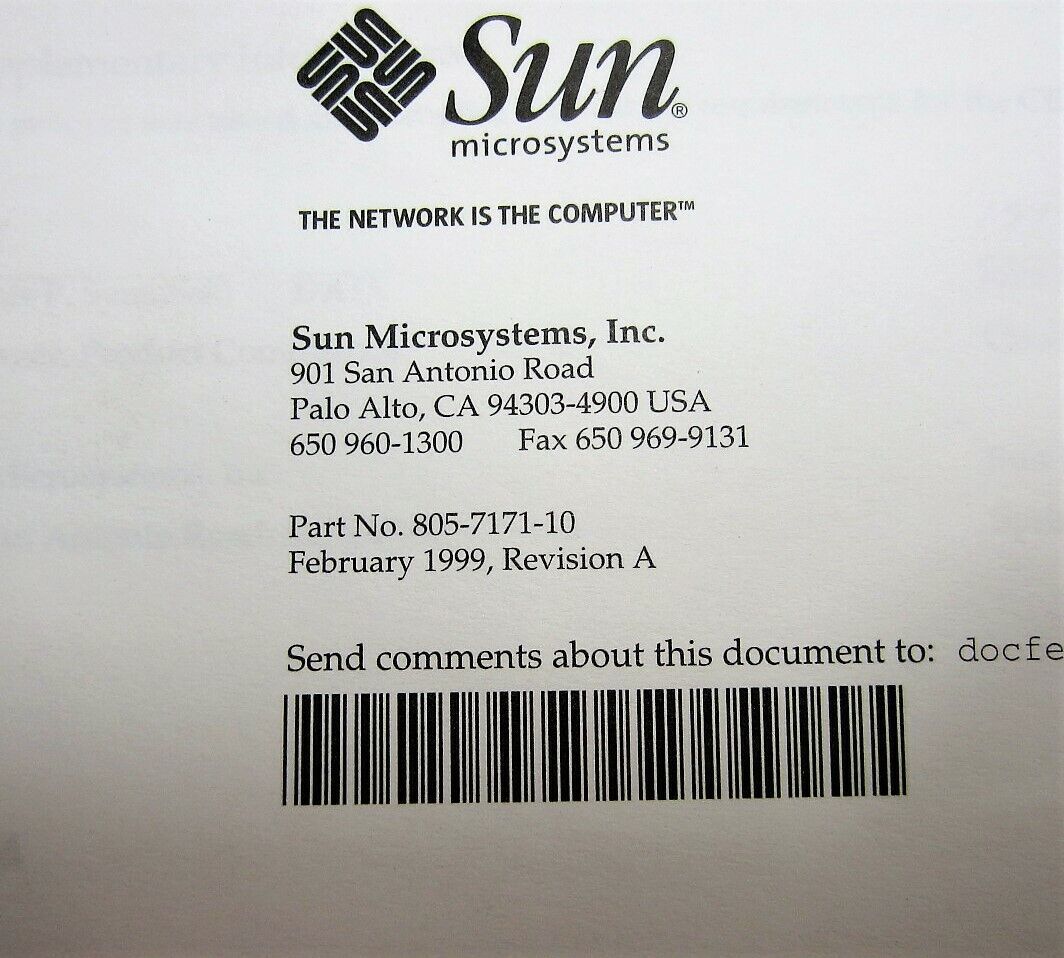 Sun®
microsystems
THE NETWORK IS THE COMPUTER™
Sun Microsystems, Inc.
901 San Antonio Road
Palo Alto, CA 94303-4900 USA
650 960-1300 Fax 650 969-9131
Part No. 805-7171-10
February 1999, Revision A
Send comments about this document to: docfe